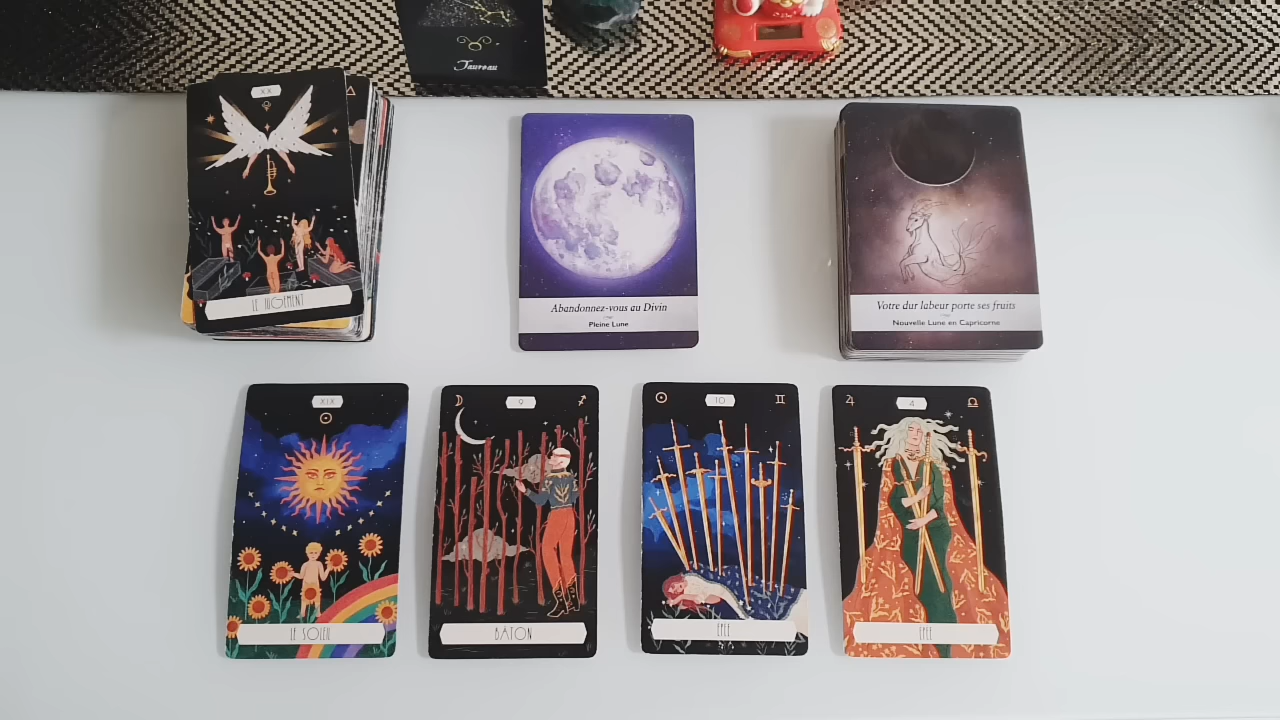 Taureau
XX
LE JUGEMENT
Abandonnez-vous au Divin
Pleine Lune
Votre dur labeur porte ses fruits
Nouvelle Lune en Capricorne
XIX
LE SOLEIL
9
BÂTON
10
ÉPÉE
4
ÉPÉE